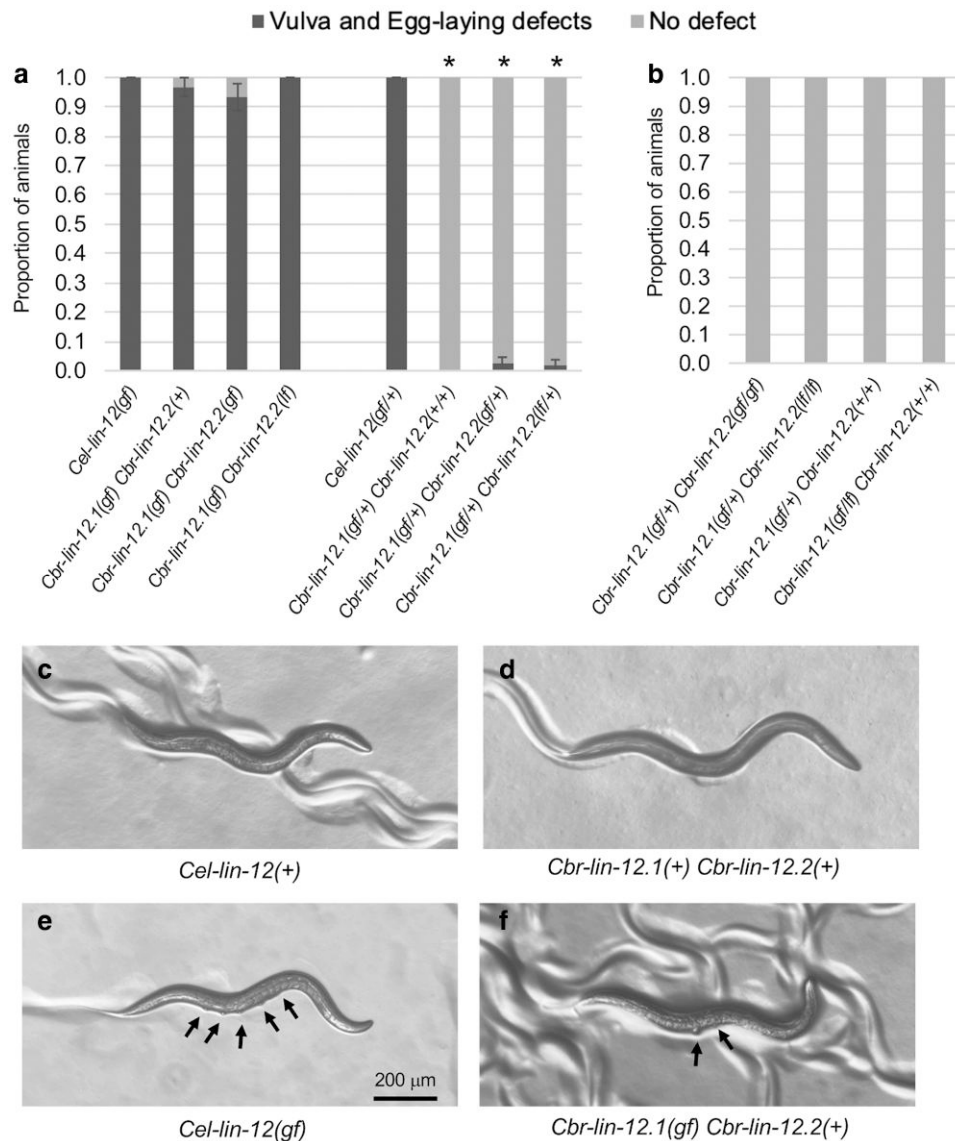 Vulva and Egg-laying defects No defect
a * * * b
Proportion of animals
1.0
0.9
0.8
0.7
0.6
0.5
0.4
0.3
0.2
0.1
0.0
Cel-lin-12(gf)
Cbr-lin-12.1(gf) Cbr-lin-12.2(+)
Cbr-lin-12.1(gf) Cbr-lin-12.2(gf)
Cbr-lin-12.1(gf) Cbr-lin-12.2(lf)
Cel-lin-12(gf/+)
Cbr-lin-12.1(gf/+) Cbr-lin-12.2(+/+)
Cbr-lin-12.1(gf/+) Cbr-lin-12.2(gf/+)
Cbr-lin-12.1(gf/+) Cbr-lin-12.2(lf/+)
Proportion of animals
1.0
0.9
0.8
0.7
0.6
0.5
0.4
0.3
0.2
0.1
0.0
Cbr-lin-12.1(gf/+) Cbr-lin-12.2(gf/gf)
Cbr-lin-12.1(gf/+) Cbr-lin-12.2(lf/lf)
Cbr-lin-12.1(gf/+) Cbr-lin-12.2(+/+)
Cbr-lin-12.1(gf/lf) Cbr-lin-12.2(+/+)
c
Cel-lin-12(+)
d
Cbr-lin-12.1(+) Cbr-lin-12.2(+)
e
200 μm
Cel-lin-12(gf)
f
Cbr-lin-12.1(gf) Cbr-lin-12.2(+)